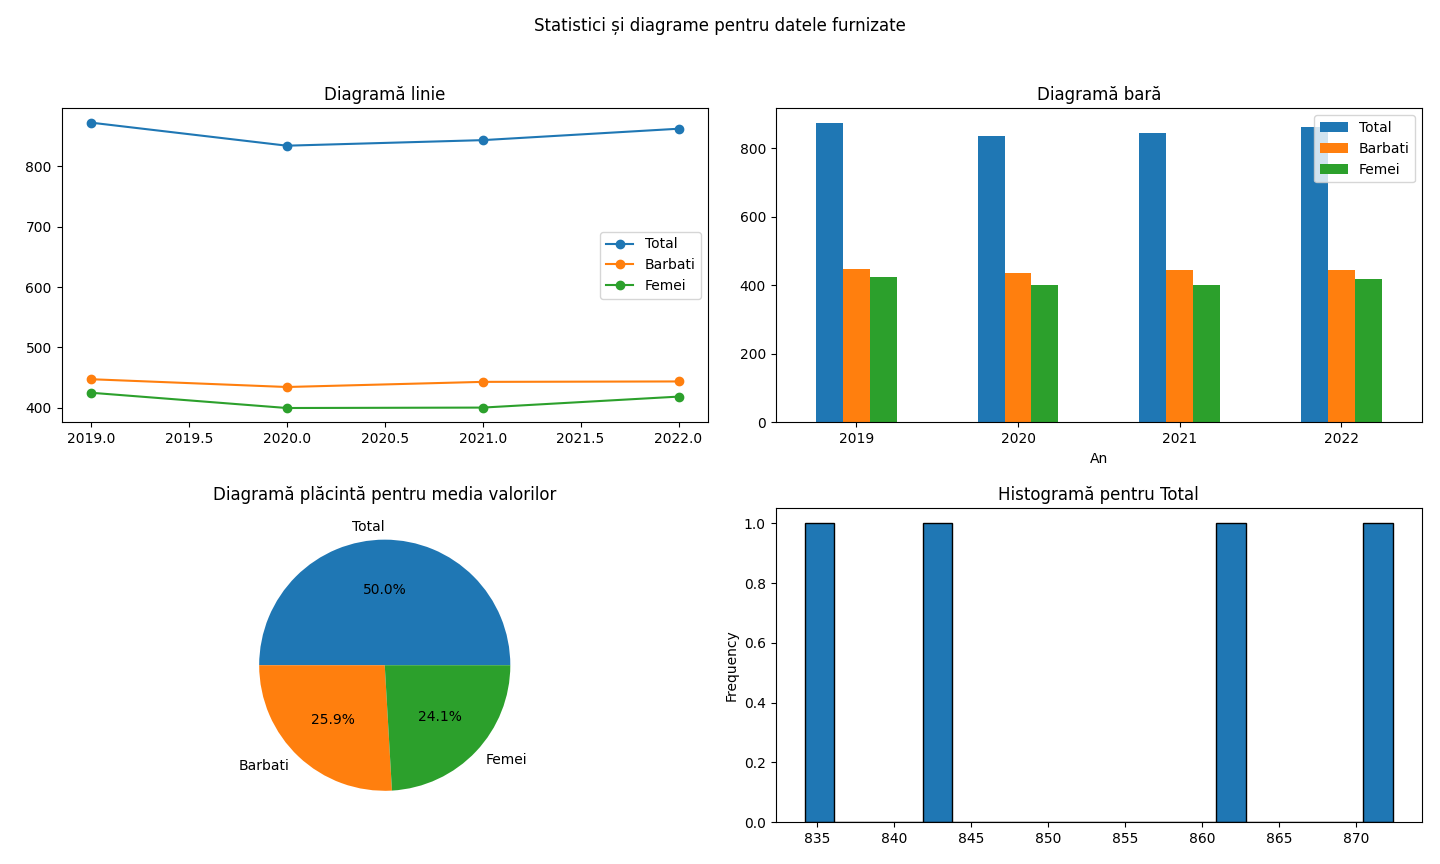 Statistici și diagrame pentru datele furnizate
Diagramă linie
800
700
600
500
400
2019.0 2019.5 2020.0 2020.5 2021.0 2021.5 2022.0
Total
Barbati
Femei
Diagramă bară
800
600
400
200
0
2019 2020 2021 2022
An
Total
Barbati
Femei
Diagramă plăcintă pentru media valorilor
Total
50.0%
25.9%
24.1%
Barbati
Femei
Histogramă pentru Total
Frequency
1.0
0.8
0.6
0.4
0.2
0.0
835 840 845 850 855 860 865 870